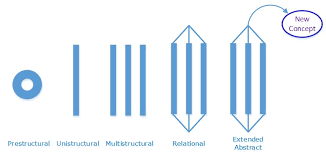 New
Concept
Prestructural
Unistructural
Multistructural
Relational
Extended
Abstract